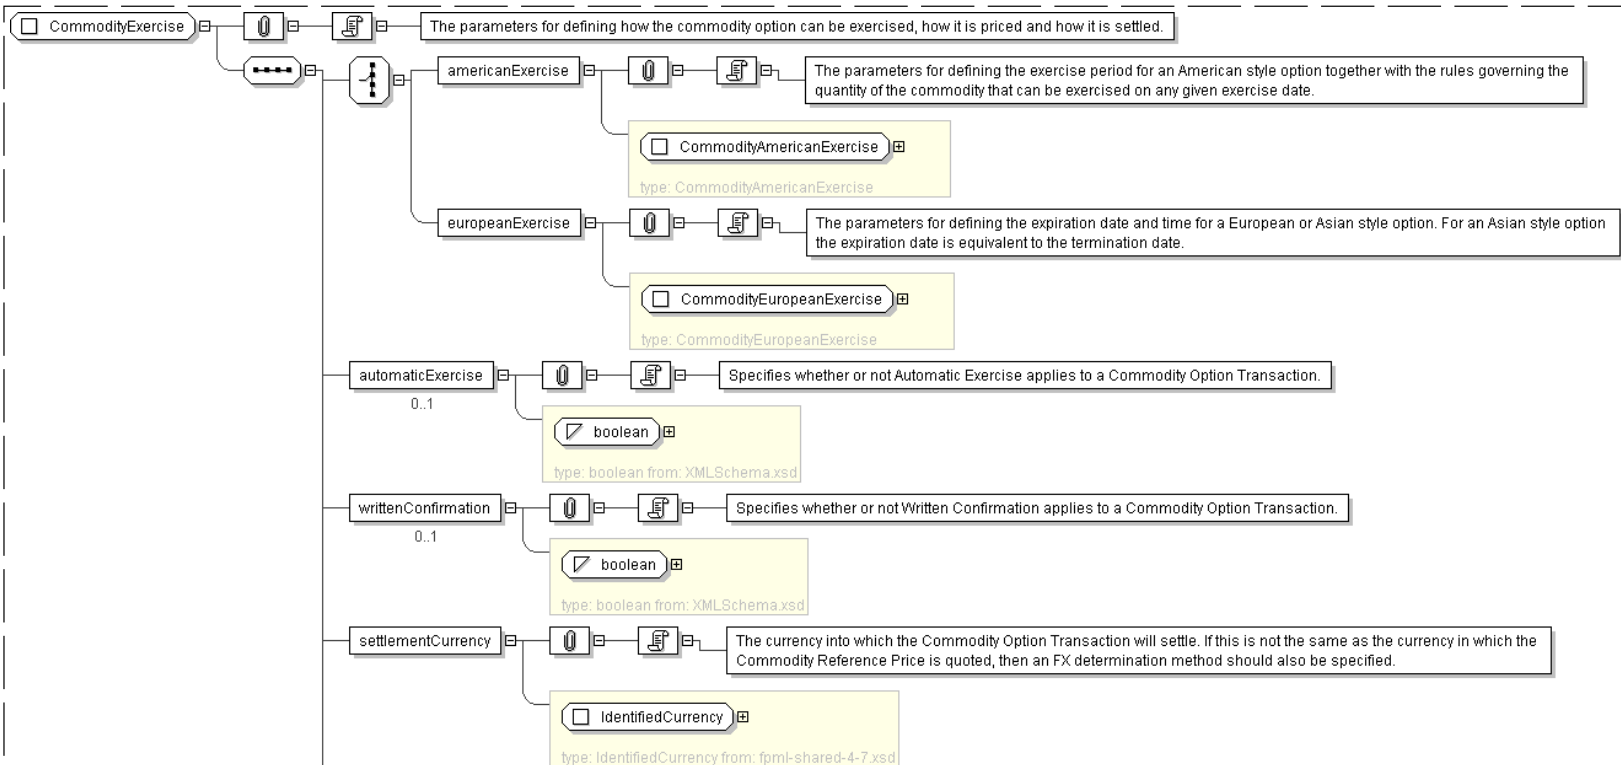 CommodityExercise
The parameters for defining how the commodity option can be exercised, how it is priced and how it is settled.
americanExercise
The parameters for defining the exercise period for an American style option together with the rules governing the
quantity of the commodity that can be exercised on any given exercise date.
CommodityAmericanExercise
type: CommodityAmericanExercise
europeanExercise
The parameters for defining the expiration date and time for a European or Asian style option. For an Asian style option
the expiration date is equivalent to the termination date.
CommodityEuropeanExercise
type: CommodityEuropeanExercise
automaticExercise
0..1
Specifies whether or not Automatic Exercise applies to a Commodity Option Transaction.
boolean
type: boolean from: XMLSchema.xsd
writtenConfirmation
0..1
Specifies whether or not Written Confirmation applies to a Commodity Option Transaction.
boolean
type: boolean from: XMLSchema.xsd
settlementCurrency
The currency into which the Commodity Option Transaction will settle. If this is not the same as the currency in which the
Commodity Reference Price is quoted, then an FX determination method should also be specified.
IdentifiedCurrency
type: IdentifiedCurrency from: fpml-shared-4-7.xsd